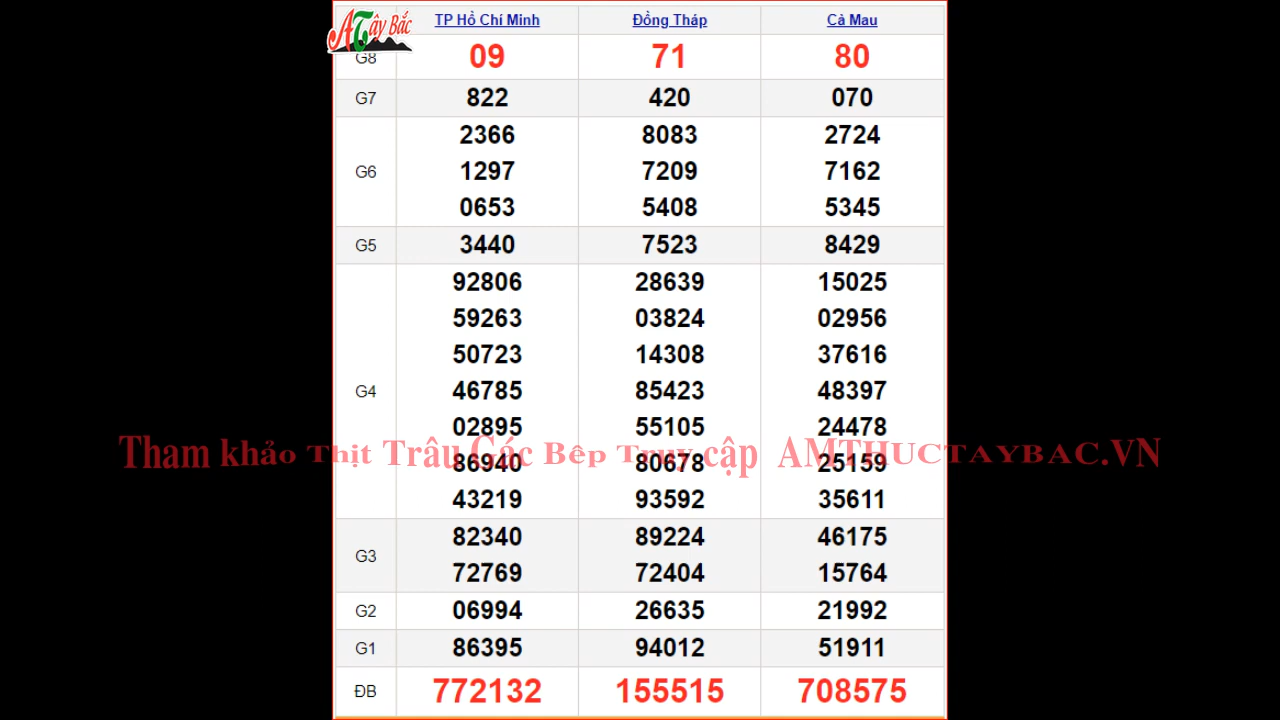 ATây Bắc
TP Hồ Chí Minh Đồng Tháp Cà Mau
G8 09 71 80
G7 822 420 070
2366 8083 2724
G6 1297 7209 7162
0653 5408 5345
G5 3440 7523 8429
92806 28639 15025
59263 03824 02956
50723 14308 37616
G4 46785 85423 48397
02895 55105 24478
Tham khảo Thịt Trâu Gác Bếp Truy cập AMTHUCTAYBAC.VN
86940 80678 25159
43219 93592 35611
G3 82340 89224 46175
72769 72404 15764
G2 06994 26635 21992
G1 86395 94012 51911
ĐB 772132 155515 708575